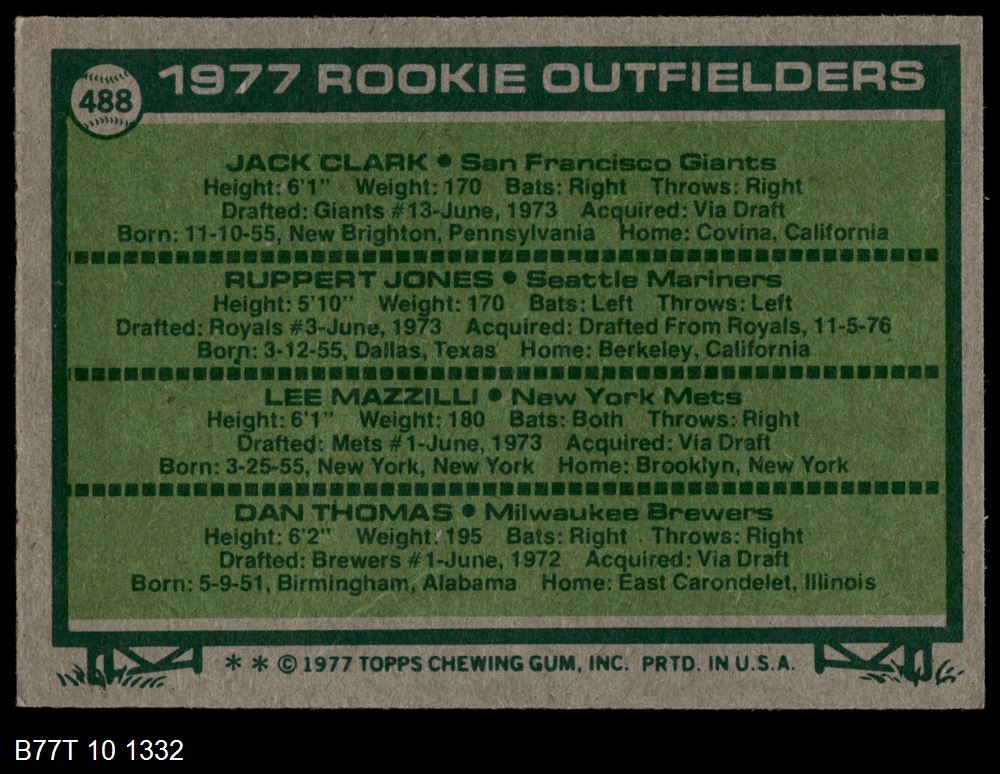 488
1977 ROOKIE OUTFIELDERS
JACK CLARK • San Francisco Giants
Height: 6'1" Weight: 170 Bats: Right Throws: Right
Drafted: Giants #13-June, 1973 Acquired: Via Draft
Born: 11-10-55, New Brighton, Pennsylvania Home: Covina, California
RUPPERT JONES • Seattle Mariners
Height: 5'10" Weight: 170 Bats: Left Throws: Left
Drafted: Royals #3-June, 1973 Acquired: Drafted From Royals, 11-5-76
Born: 3-12-55, Dallas, Texas Home: Berkeley, California
LEE MAZZILLI • New York Mets
Height: 6'1" Weight: 180 Bats: Both Throws: Right
Drafted: Mets #1-June, 1973 Acquired: Via Draft
Born: 3-25-55, New York, New York Home: Brooklyn, New York
DAN THOMAS • Milwaukee Brewers
Height: 6'2" Weight: 195 Bats: Right Throws: Right
Drafted: Brewers #1-June, 1972 Acquired: Via Draft
Born: 5-9-51, Birmingham, Alabama Home: East Carondelet, Illinois
* * © 1977 TOPPS CHEWING GUM, INC. PRTD. IN U.S.A.
B77T 10 1332